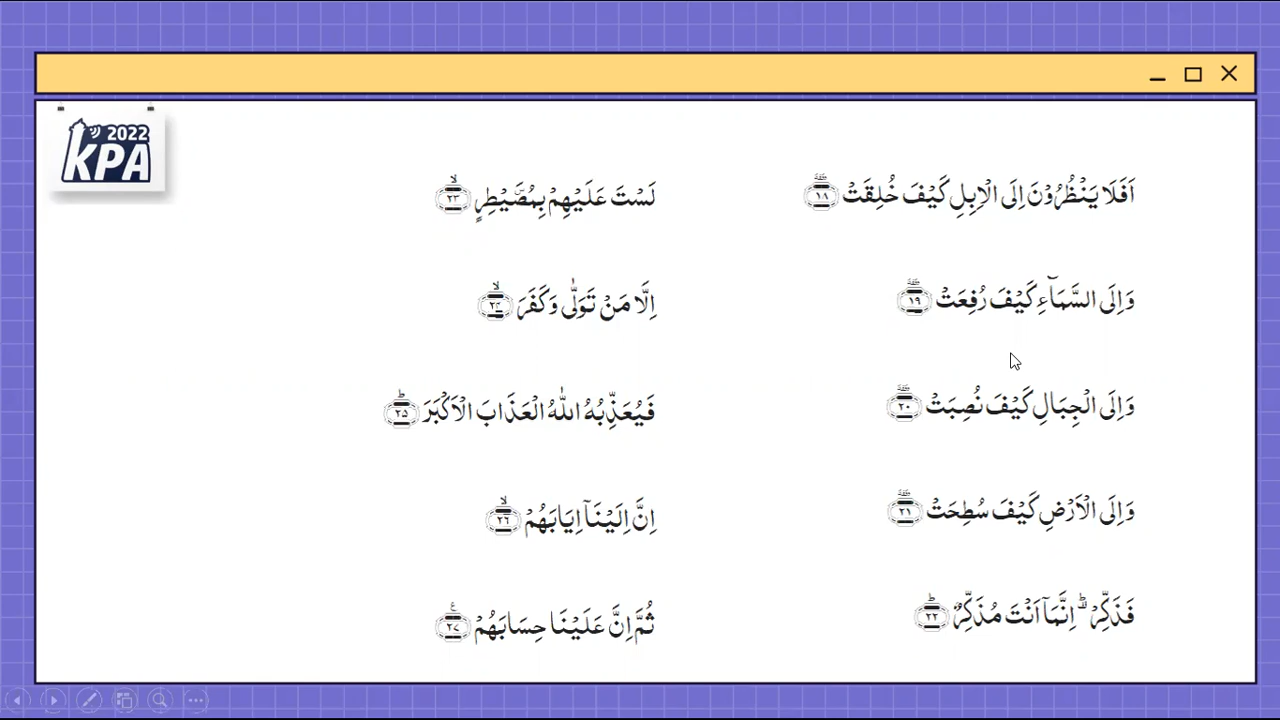 2022
KPA
اَفَلَا يَنْظُرُوْنَ اِلَى الْاِبِلِ كَيْفَ خُلِقَتْۗ ١٨
وَاِلَى السَّمَاۤءِ كَيْفَ رُفِعَتْۗ ١٩
وَاِلَى الْجِبَالِ كَيْفَ نُصِبَتْۗ ٢٠
وَاِلَى الْاَرْضِ كَيْفَ سُطِحَتْۗ ٢١
فَذَكِّرْۗ اِنَّمَآ اَنْتَ مُذَكِّرٌۙ ٢٢
لَسْتَ عَلَيْهِمْ بِمُصَۣيْطِرٍۙ ٢٣
اِلَّا مَنْ تَوَلّٰى وَكَفَرَۙ ٢٤
فَيُعَذِّبُهُ اللّٰهُ الْعَذَابَ الْاَكْبَرَۗ ٢٥
اِنَّ اِلَيْنَآ اِيَابَهُمْۙ ٢٦
ثُمَّ اِنَّ عَلَيْنَا حِسَابَهُمْ ࣖ ٢٧